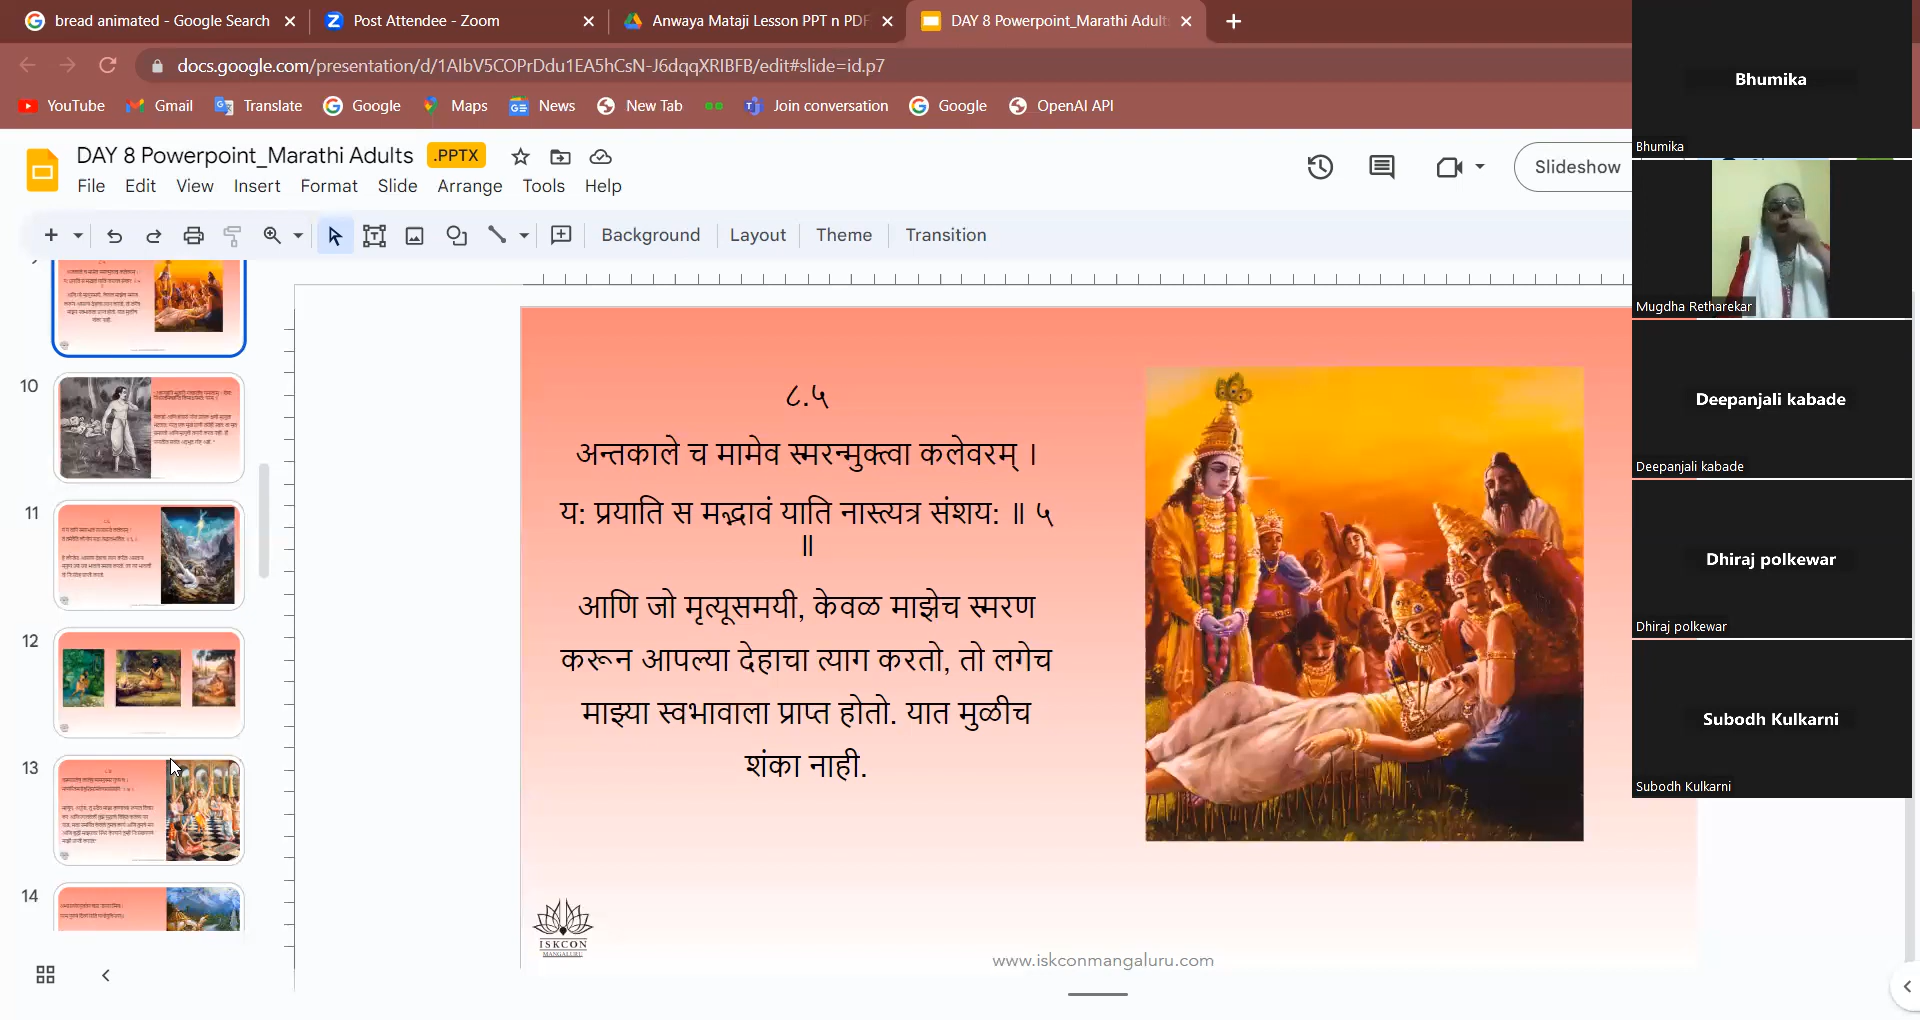 bread animated - Google Search
Post Attendee - Zoom
Anwaya Mataji Lesson PPT n PDF
DAY 8 Powerpoint_Marathi Adult
docs.google.com/presentation/d/1AIbV5COPrDdu1EA5hCsN-J6dqqXRIBFB/edit#slide=id.p7
YouTube
Gmail
Translate
Google
Maps
News
New Tab
Join conversation
Google
OpenAI API
DAY 8 Powerpoint_Marathi Adults
.PPTX
File Edit View Insert Format Slide Arrange Tools Help
Slideshow
Background Layout Theme Transition
10
11
12
13
14
८.५
अन्तकाले च मामेव स्मरन्मुक्त्वा कलेवरम् ।
य: प्रयाति स मद्भावं याति नास्त्यत्र संशय: ॥ ५
॥
आणि जो मृत्यूसमयी, केवळ माझेच स्मरण
करून आपल्या देहाचा त्याग करतो, तो लगेच
माझ्या स्वभावाला प्राप्त होतो. यात मुळीच
शंका नाही.
ISKCON
MANGALURU
www.iskconmangaluru.com
Bhumika
Bhumika
Mugdha Retharekar
Deepanjali kabade
Deepanjali kabade
Dhiraj polkewar
Dhiraj polkewar
Subodh Kulkarni
Subodh Kulkarni